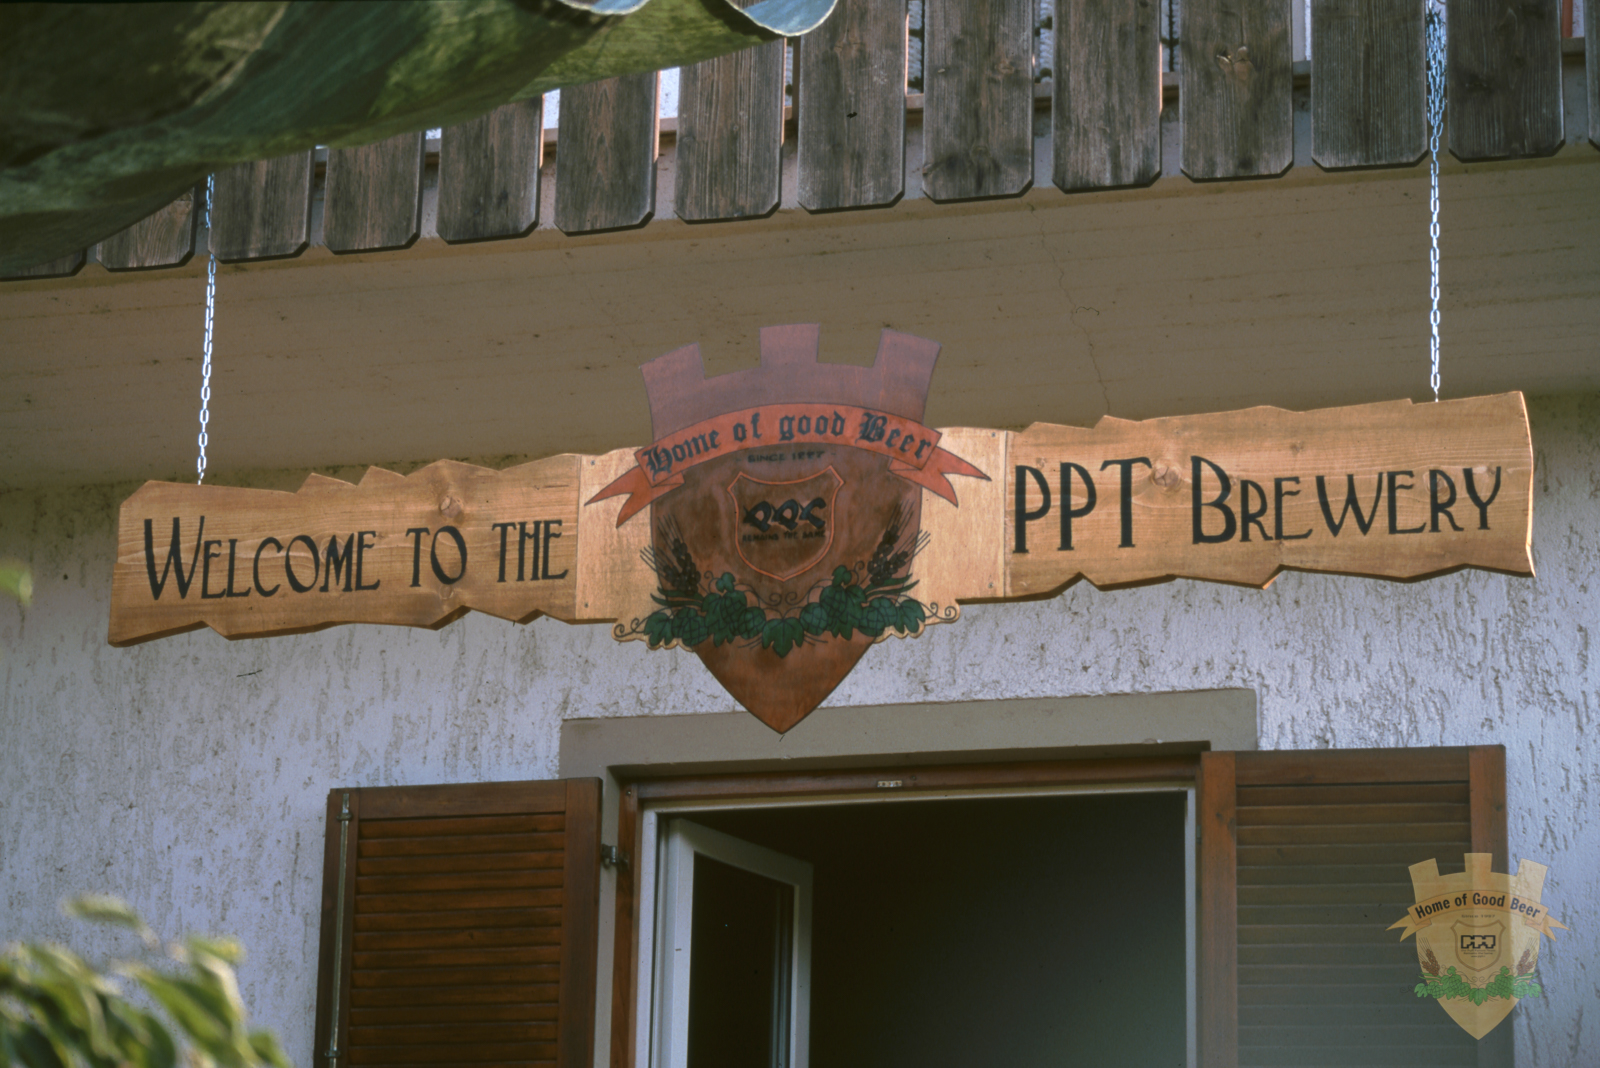 Home of good Beer
WELCOME TO THE
PPT BREWERY
Home of Good Beer